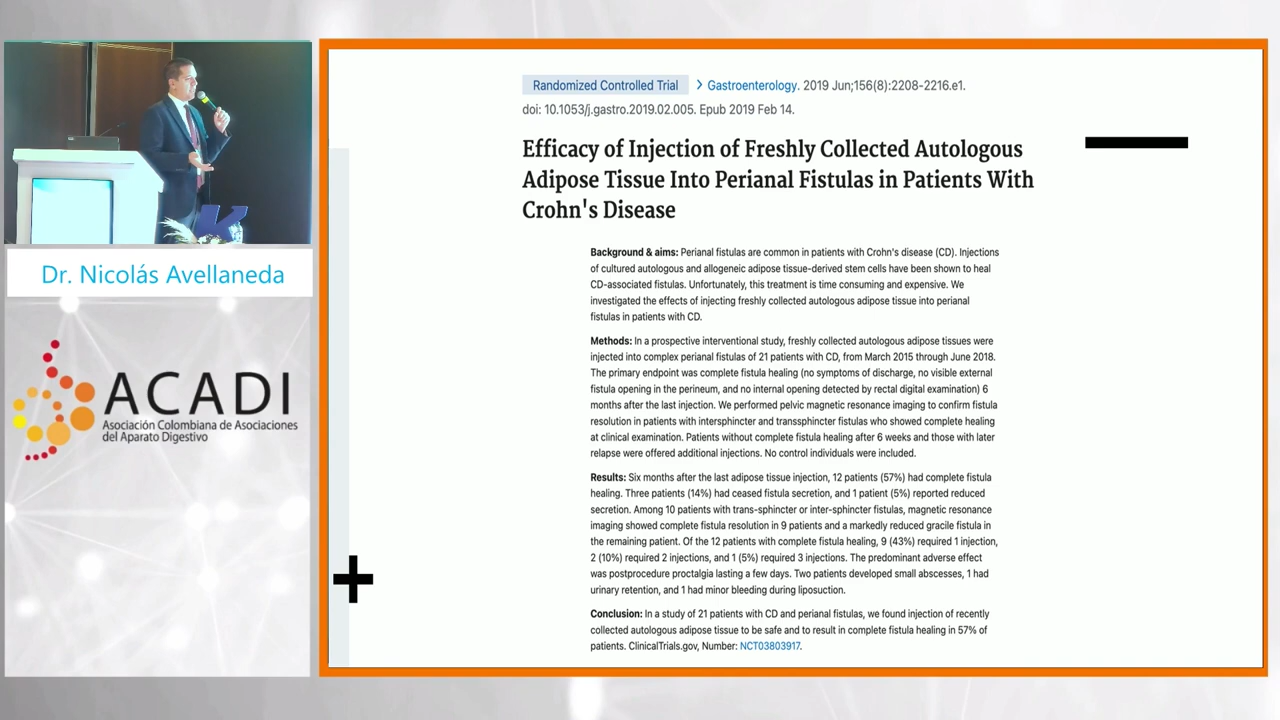 Randomized Controlled Trial > Gastroenterology. 2019 Jun;156(8):2208-2216.e1.
doi: 10.1053/j.gastro.2019.02.005. Epub 2019 Feb 14.
Efficacy of Injection of Freshly Collected Autologous
Adipose Tissue Into Perianal Fistulas in Patients With
Crohn's Disease
Background & aims: Perianal fistulas are common in patients with Crohn's disease (CD). Injections
of cultured autologous and allogeneic adipose tissue-derived stem cells have been shown to heal
CD-associated fistulas. Unfortunately, this treatment is time consuming and expensive. We
investigated the effects of injecting freshly collected autologous adipose tissue into perianal
fistulas in patients with CD.
Methods: In a prospective interventional study, freshly collected autologous adipose tissues were
injected into complex perianal fistulas of 21 patients with CD, from March 2015 through June 2018.
The primary endpoint was complete fistula healing (no symptoms of discharge, no visible external
fistula opening in the perineum, and no internal opening detected by rectal digital examination) 6
months after the last injection. We performed pelvic magnetic resonance imaging to confirm fistula
resolution in patients with intersphincter and transsphincter fistulas who showed complete healing
at clinical examination. Patients without complete fistula healing after 6 weeks and those with later
relapse were offered additional injections. No control individuals were included.
Results: Six months after the last adipose tissue injection, 12 patients (57%) had complete fistula
healing. Three patients (14%) had ceased fistula secretion, and 1 patient (5%) reported reduced
secretion. Among 10 patients with trans-sphincter or inter-sphincter fistulas, magnetic resonance
imaging showed complete fistula resolution in 9 patients and a markedly reduced gracile fistula in
the remaining patient. Of the 12 patients with complete fistula healing, 9 (43%) required 1 injection,
2 (10%) required 2 injections, and 1 (5%) required 3 injections. The predominant adverse effect
was postprocedure proctalgia lasting a few days. Two patients developed small abscesses, 1 had
urinary retention, and 1 had minor bleeding during liposuction.
Conclusion: In a study of 21 patients with CD and perianal fistulas, we found injection of recently
collected autologous adipose tissue to be safe and to result in complete fistula healing in 57% of
patients. ClinicalTrials.gov, Number: NCT03803917.
Dr. Nicolás Avellaneda
ACADI
Asociación Colombiana de Asociaciones
del Aparato Digestivo
K